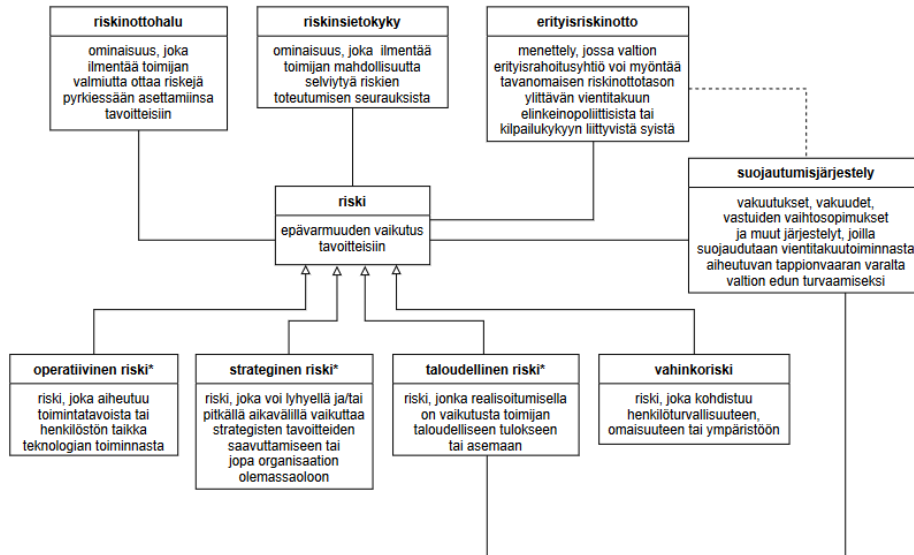 riskinottohalu
ominaisuus, joka
ilmentää toimijan
valmiutta ottaa riskejä
pyrkiessään asettamiinsa
tavoitteisiin
riskinsietokyky
ominaisuus, joka ilmentää
toimijan mahdollisuutta
selviytyä riskien
toteutumisen seurauksista
erityisriskinotto
menettely, jossa valtion
erityisrahoitusyhtiö voi myöntää
tavanomaisen riskinottotason
ylittävän vientitakuun
elinkeinopoliittisista tai
kilpailukykyyn liittyvistä syistä
suojautumisjärjestely
vakuutukset, vakuudet,
vastuiden vaihtosopimukset
ja muut järjestelyt, joilla
suojaudutaan vientitakuutoiminnasta
aiheutuvan tappionvaaran varalta
valtion edun turvaamiseksi
riski
epävarmuuden vaikutus
tavoitteisiin
operatiivinen riski*
riski, joka aiheutuu
toimintatavoista tai
henkilöstön taikka
teknologian toiminnasta
strateginen riski*
riski, joka voi lyhyellä ja/tai
pitkällä aikavälillä vaikuttaa
strategisten tavoitteiden
saavuttamiseen tai
jopa organisaation
olemassaoloon
taloudellinen riski*
riski, jonka realisoitumisella
on vaikutusta toimijan
taloudelliseen tulokseen
tai asemaan
vahinkoriski
riski, joka kohdistuu
henkilöturvallisuuteen,
omaisuuteen tai ympäristöön